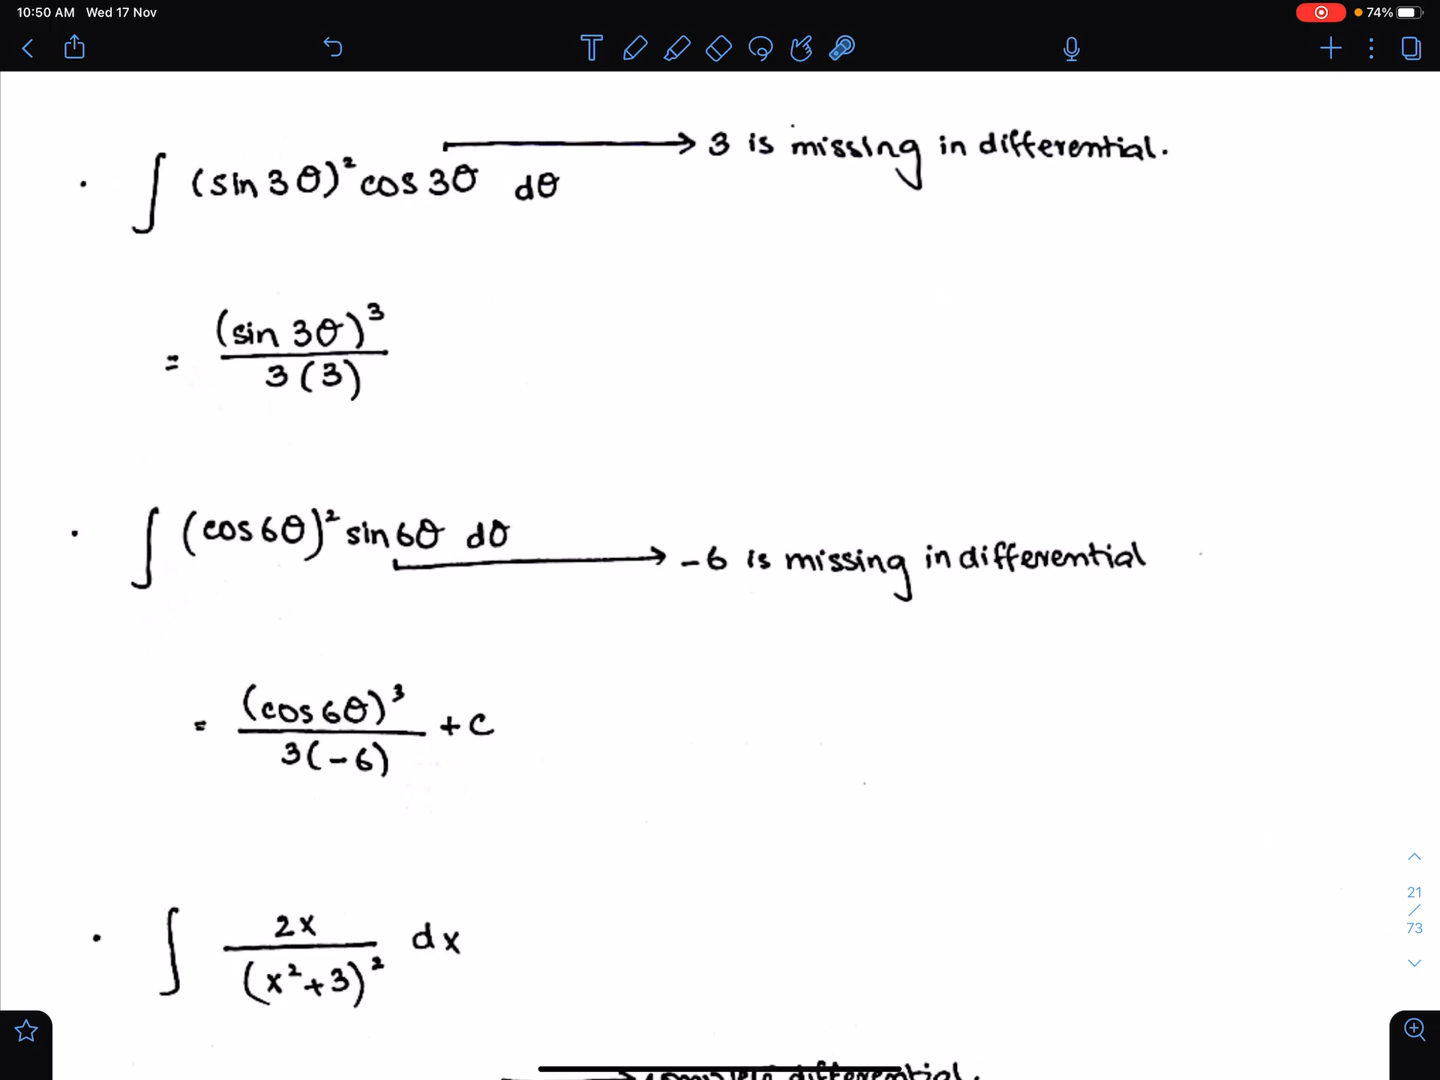 10:50 AM Wed 17 Nov
74%
T
∫ (sin 3θ)² cos 3θ dθ → 3 is missing in differential.
= (sin 3θ)³ / 3(3)
∫ (cos 6θ)² sin 6θ dθ → -6 is missing in differential
= (cos 6θ)³ / 3(-6) + c
21 / 73
∫ 2x / (x² + 3)² dx
→ complete differential.